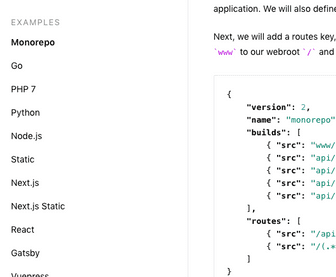 EXAMPLES
Monorepo
Go
PHP 7
Python
Node.js
Static
Next.js
Next.js Static
React
Gatsby
Vuepress
application. We will also define
Next, we will add a routes key,
`www` to our webroot `/` and
{
"version": 2,
"name": "monorepo"
"builds": [
{ "src": "www/
{ "src": "api/
{ "src": "api/
{ "src": "api/
{ "src": "api/
],
"routes": [
{ "src": "/api
{ "src": "/(.*
]
}